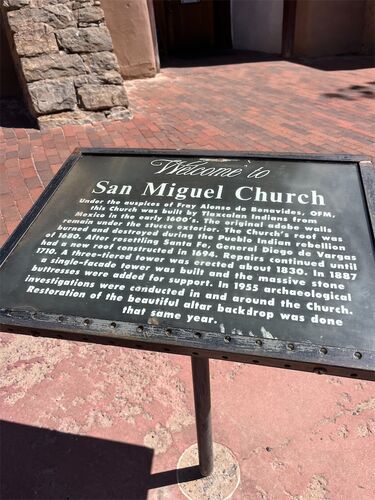 Welcome to
San Miguel Church
Under the auspices of Fray Alonso de Benavides, OFM,
this Church was built by Tlaxcalan Indians from
Mexico in the early 1600's. The original adobe walls
remain under the stucco exterior. The Church's roof was
burned and destroyed during the Pueblo Indian rebellion
of 1680. After resettling Santa Fe, General Diego de Vargas
had a new roof constructed in 1694. Repairs continued until
1710. A three-tiered tower was erected about 1830. In 1887
a single-facade tower was built and the massive stone
buttresses were added for support. In 1955 archaeological
investigations were conducted in and around the Church.
Restoration of the beautiful altar backdrop was done
that same year.